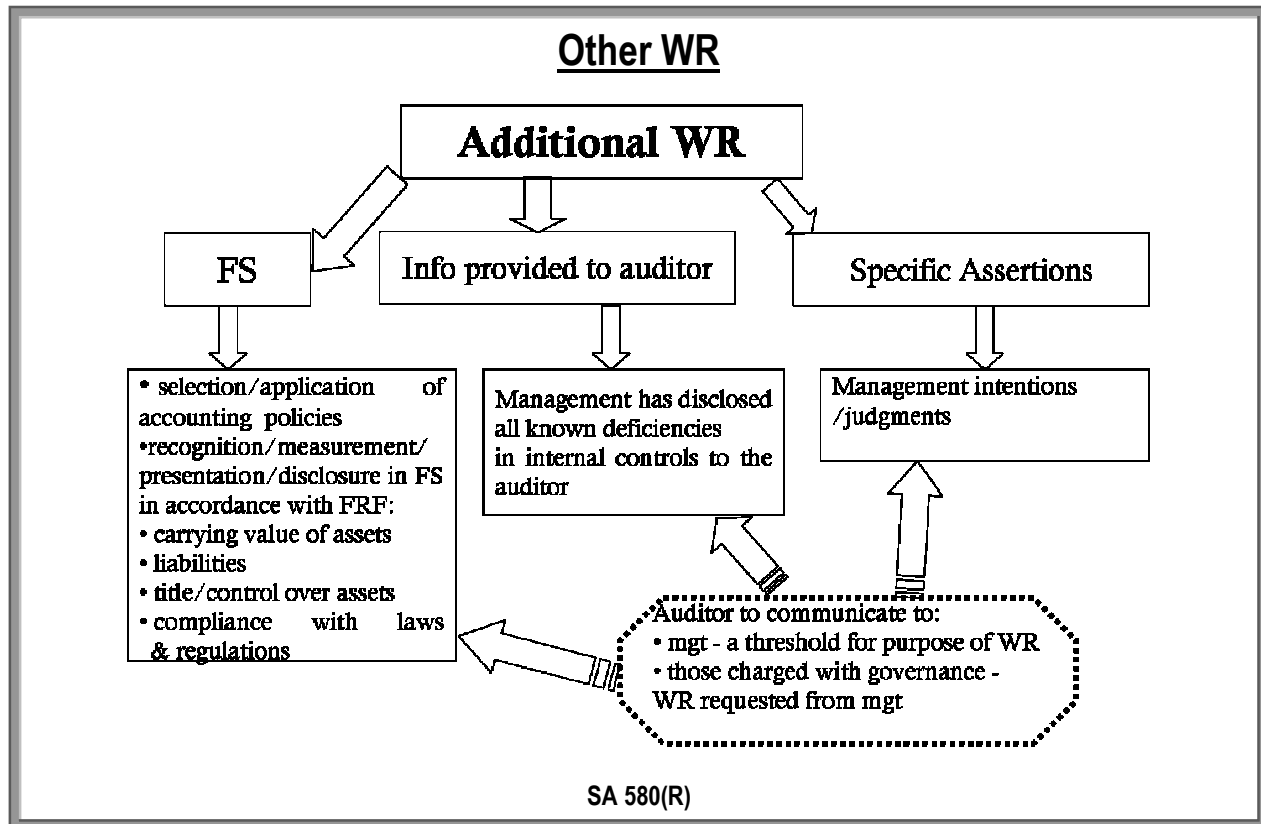 Other WR
Additional WR
FS
Info provided to auditor
Specific Assertions
• selection/application of
accounting policies
•recognition/measurement/
presentation/disclosure in FS
in accordance with FRF:
• carrying value of assets
• liabilities
• title/control over assets
• compliance with laws
& regulations
Management has disclosed
all known deficiencies
in internal controls to the
auditor
Management intentions
/judgments
Auditor to communicate to:
• mgt - a threshold for purpose of WR
• those charged with governance -
WR requested from mgt
SA 580(R)